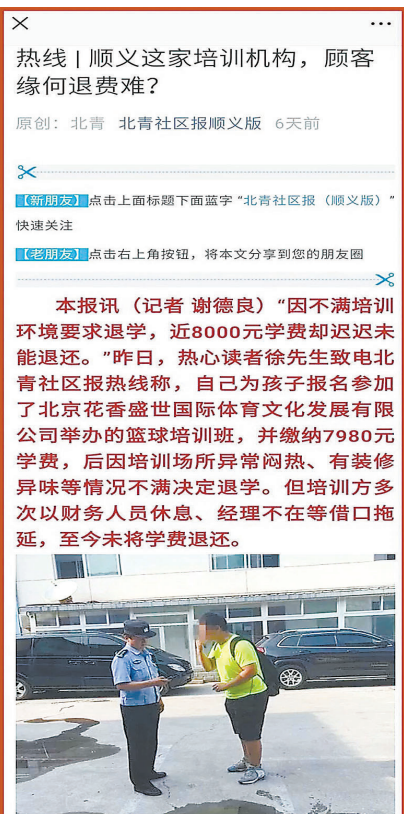 热线 | 顺义这家培训机构，顾客
缘何退费难？
原创： 北青 北青社区报顺义版 6天前
【新朋友】点击上面标题下面蓝字“北青社区报（顺义版）”
快速关注
【老朋友】点击右上角按钮，将本文分享到您的朋友圈
本报讯（记者 谢德良）“因不满培训
环境要求退学，近8000元学费却迟迟未
能退还。”昨日，热心读者徐先生致电北
青社区报热线称，自己为孩子报名参加
了北京花香盛世国际体育文化发展有限
公司举办的篮球培训班，并缴纳7980元
学费，后因培训场所异常闷热、有装修
异味等情况不满决定退学。但培训方多
次以财务人员休息、经理不在等借口拖
延，至今未将学费退还。